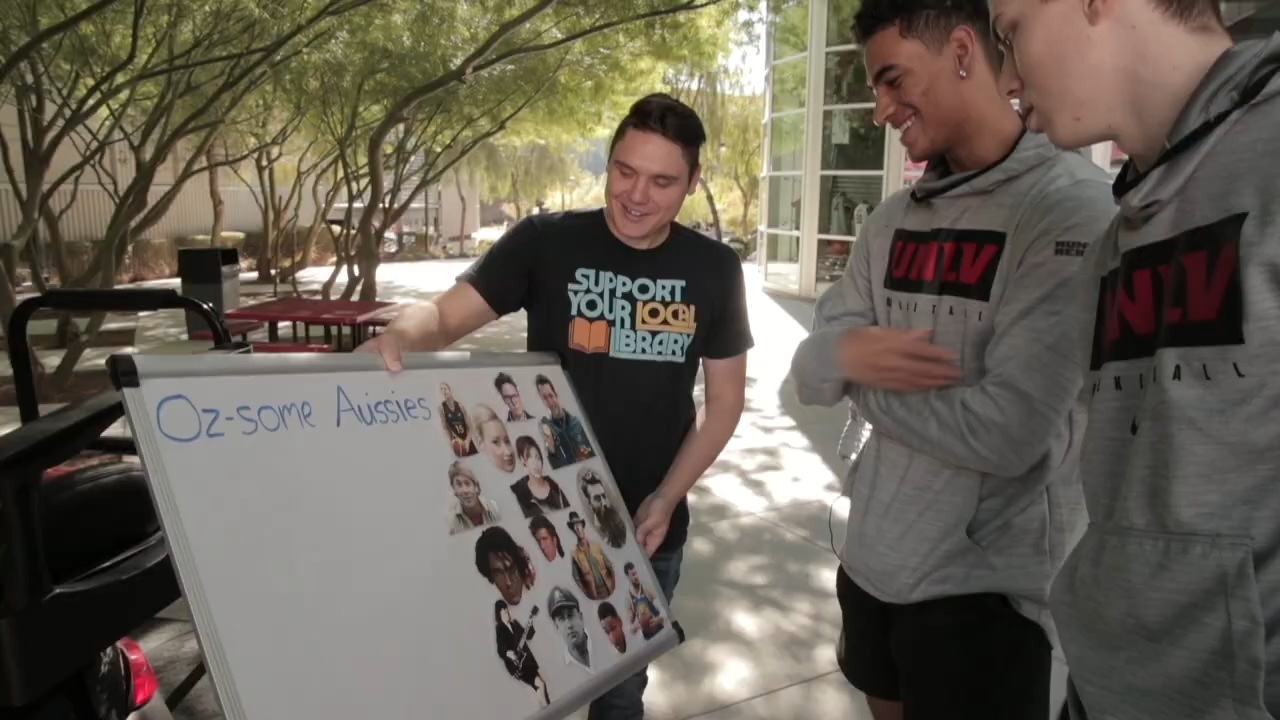 Oz-some Aussies
SUPPORT
YOUR LOCAL
LIBRARY
UNLV
UNLV